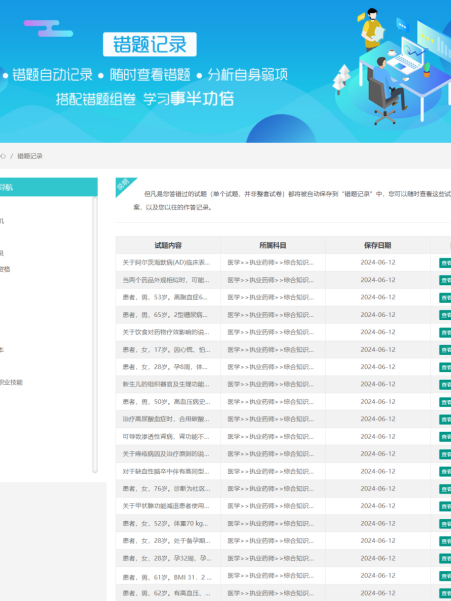 错题记录
• 错题自动记录 • 随时查看错题 • 分析自身弱项
搭配错题组卷 学习事半功倍
/ 错题记录
导航
说明
但凡是您答错过的试题（单个试题，并非整套试卷）都将被自动保存到"错题记录"中，您可以随时查看这些试
案，以及您以往的作答记录。
机
员
资格
本
职业技能
试题内容 所属科目 保存日期
关于阿尔茨海默病(AD)临床表... 医学>>执业药师>>综合知识... 2024-06-12 查看
当两个药品外观相似时，可能... 医学>>执业药师>>综合知识... 2024-06-12 查看
患者，男，53岁。高脂血症6... 医学>>执业药师>>综合知识... 2024-06-12 查看
患者，男，65岁。2型糖尿病... 医学>>执业药师>>综合知识... 2024-06-12 查看
关于饮食对药物疗效影响的说... 医学>>执业药师>>综合知识... 2024-06-12 查看
患者，女，17岁。因心慌、怕... 医学>>执业药师>>综合知识... 2024-06-12 查看
患者，女，28岁。孕8周，体... 医学>>执业药师>>综合知识... 2024-06-12 查看
新生儿的组织器官及生理功能... 医学>>执业药师>>综合知识... 2024-06-12 查看
患者，男，50岁。高血压病史... 医学>>执业药师>>综合知识... 2024-06-12 查看
治疗高尿酸血症时，合用碳酸... 医学>>执业药师>>综合知识... 2024-06-12 查看
可导致渗透性肾病、肾功能不... 医学>>执业药师>>综合知识... 2024-06-12 查看
关于痔疮病因及治疗原则的说... 医学>>执业药师>>综合知识... 2024-06-12 查看
对于缺血性脑卒中伴有高同型... 医学>>执业药师>>综合知识... 2024-06-12 查看
患者，女，76岁。诊断为社区... 医学>>执业药师>>综合知识... 2024-06-12 查看
关于甲状腺功能减退患者使用... 医学>>执业药师>>综合知识... 2024-06-12 查看
患者，女，52岁。体重70 kg... 医学>>执业药师>>综合知识... 2024-06-12 查看
患者，女，28岁。处于备孕期... 医学>>执业药师>>综合知识... 2024-06-12 查看
患者，女，28岁。孕32周，孕... 医学>>执业药师>>综合知识... 2024-06-12 查看
患者，男，61岁。BMI 31．2 ... 医学>>执业药师>>综合知识... 2024-06-12 查看
患者，男，62岁。有高血压、... 医学>>执业药师>>综合知识... 2024-06-12 查看